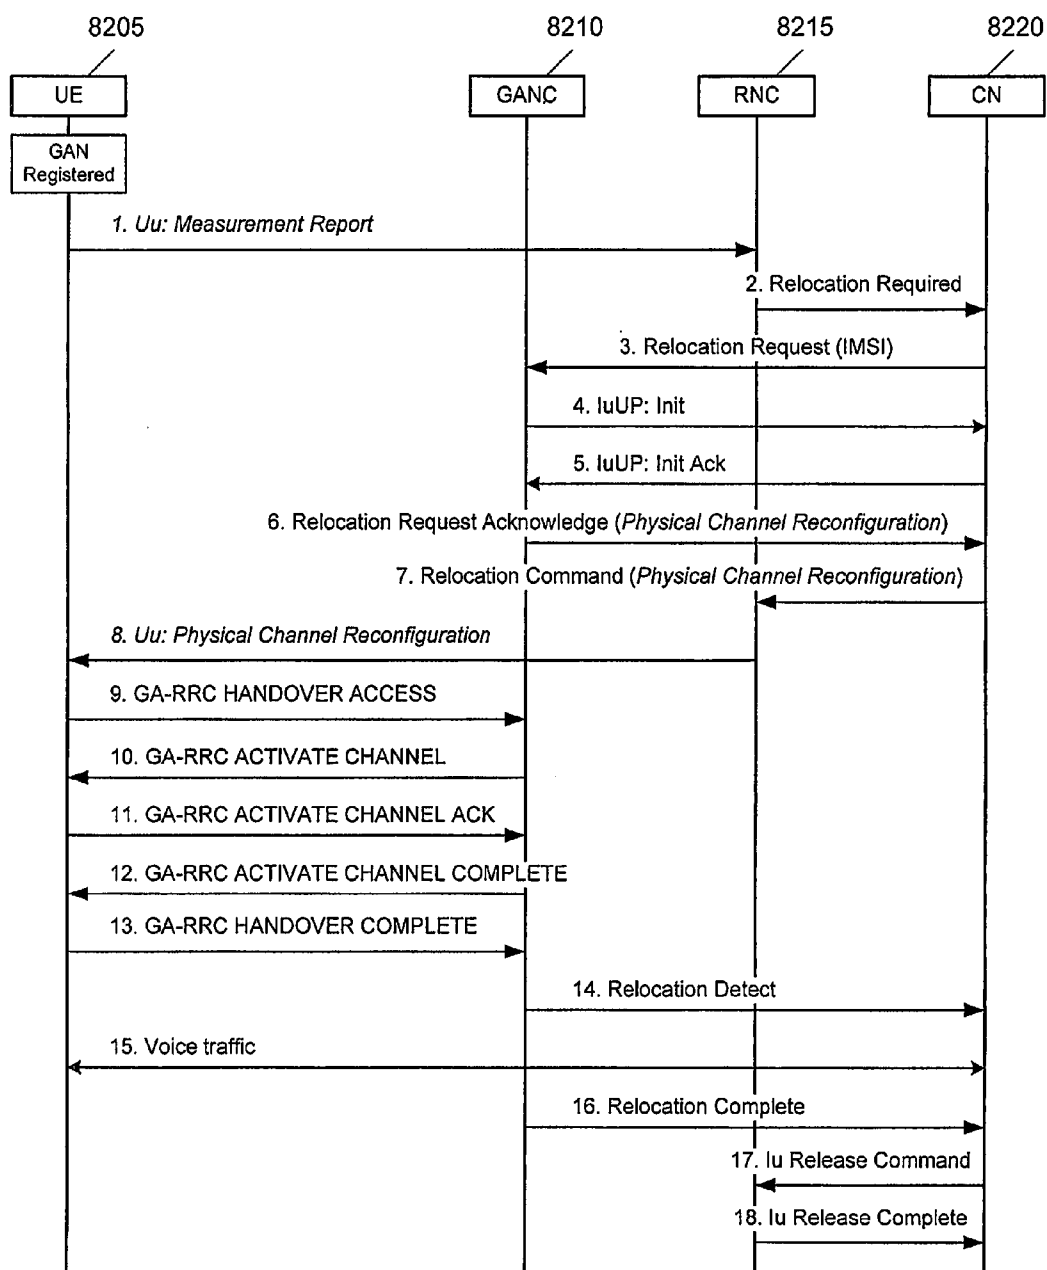 8205
8210
8215
8220
UE
GANC
RNC
CN
GAN
Registered
1. Uu: Measurement Report
2. Relocation Required
3. Relocation Request (IMSI)
4. IuUP: Init
5. IuUP: Init Ack
6. Relocation Request Acknowledge (Physical Channel Reconfiguration)
7. Relocation Command (Physical Channel Reconfiguration)
8. Uu: Physical Channel Reconfiguration
9. GA-RRC HANDOVER ACCESS
10. GA-RRC ACTIVATE CHANNEL
11. GA-RRC ACTIVATE CHANNEL ACK
12. GA-RRC ACTIVATE CHANNEL COMPLETE
13. GA-RRC HANDOVER COMPLETE
14. Relocation Detect
15. Voice traffic
16. Relocation Complete
17. Iu Release Command
18. Iu Release Complete